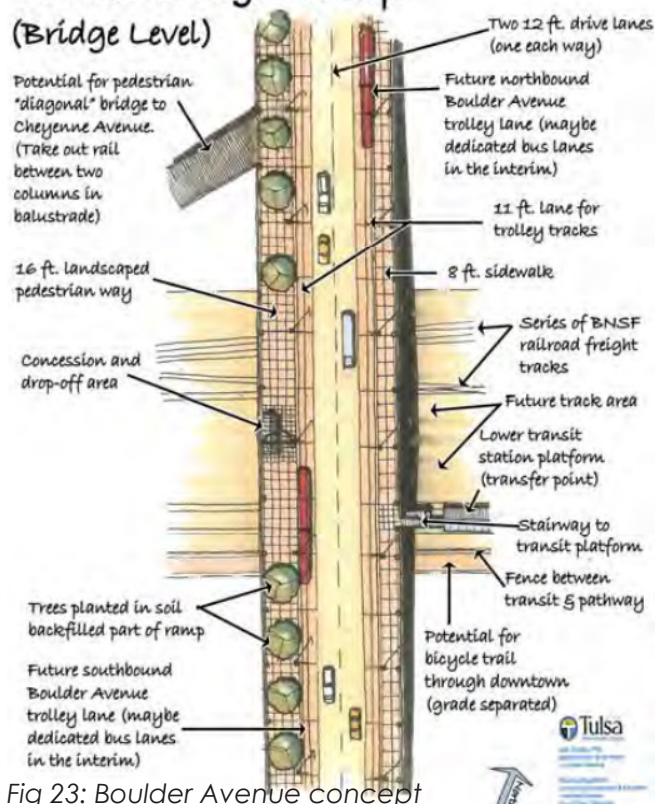 (Bridge Level)
Potential for pedestrian
"diagonal" bridge to
Cheyenne Avenue.
(Take out rail
between two
columns in
balustrade)
16 ft. landscaped
pedestrian way
Concession and
drop-off area
Trees planted in soil
backfilled part of ramp
Future southbound
Boulder Avenue
trolley lane (maybe
dedicated bus lanes
in the interim)
Two 12 ft. drive lanes
(one each way)
Future northbound
Boulder Avenue
trolley lane (maybe
dedicated bus lanes
in the interim)
11 ft. lane for
trolley tracks
8 ft. sidewalk
Series of BNSF
railroad freight
tracks
Future track area
Lower transit
station platform
(transfer point)
Stairway to
transit platform
Fence between
transit & pathway
Potential for
bicycle trail
through downtown
(grade separated)
Tulsa
Fig 23: Boulder Avenue concept